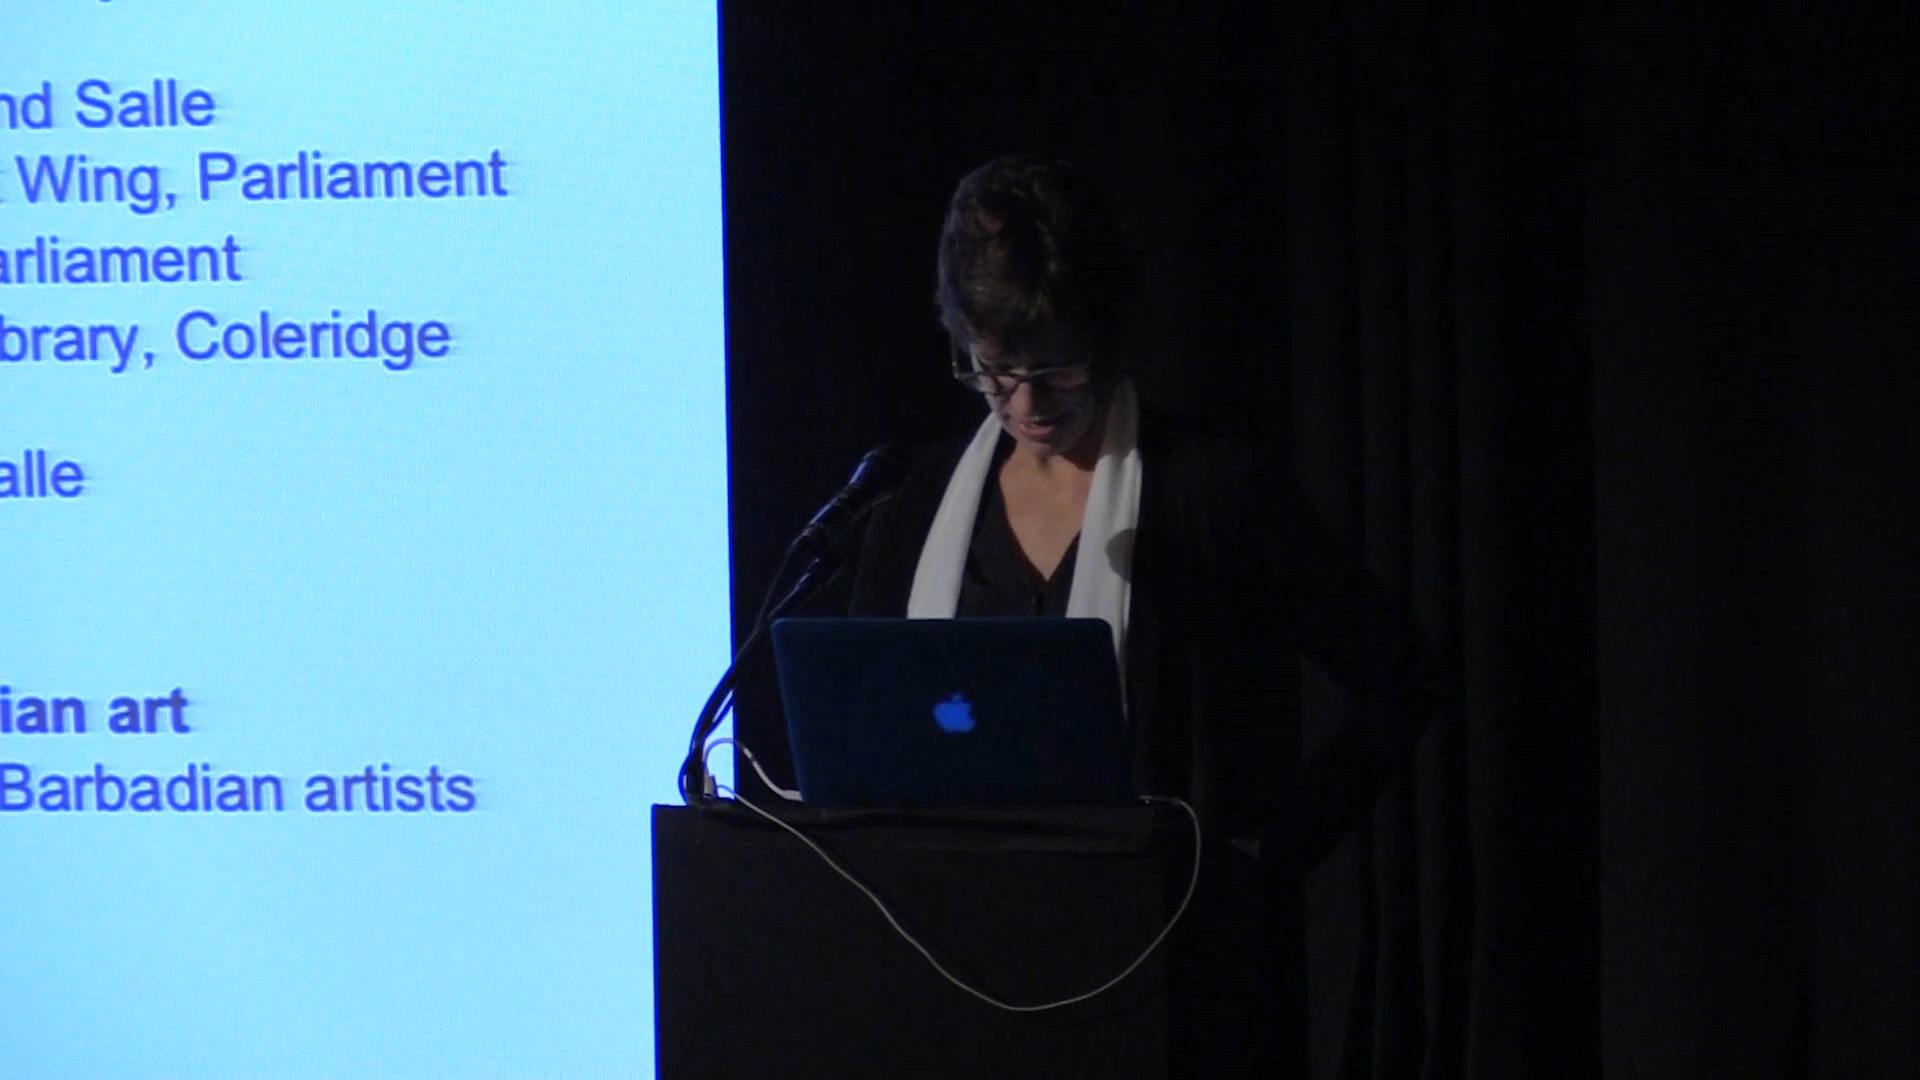 nd Salle
Wing, Parliament
arliament
brary, Coleridge
alle
ian art
Barbadian artists